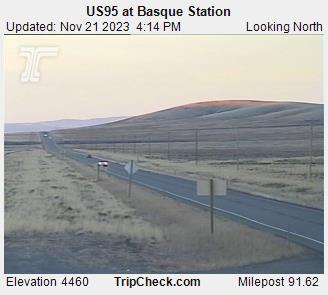 US95 at Basque Station
Updated: Nov 21 2023 4:14 PM Looking North
Elevation 4460 TripCheck.com Milepost 91.62